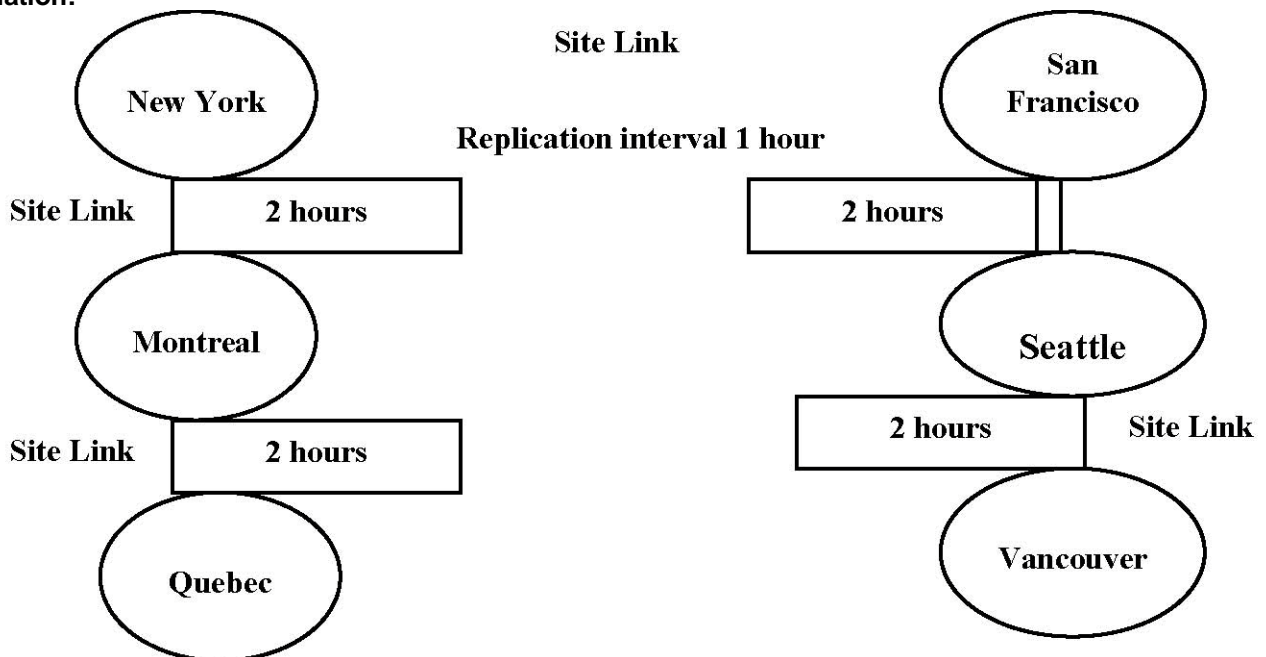 Site Link
San
Francisco
New York
Replication interval 1 hour
Site Link
2 hours
2 hours
Montreal
Seattle
2 hours
Site Link
Site Link
2 hours
Vancouver
Quebec